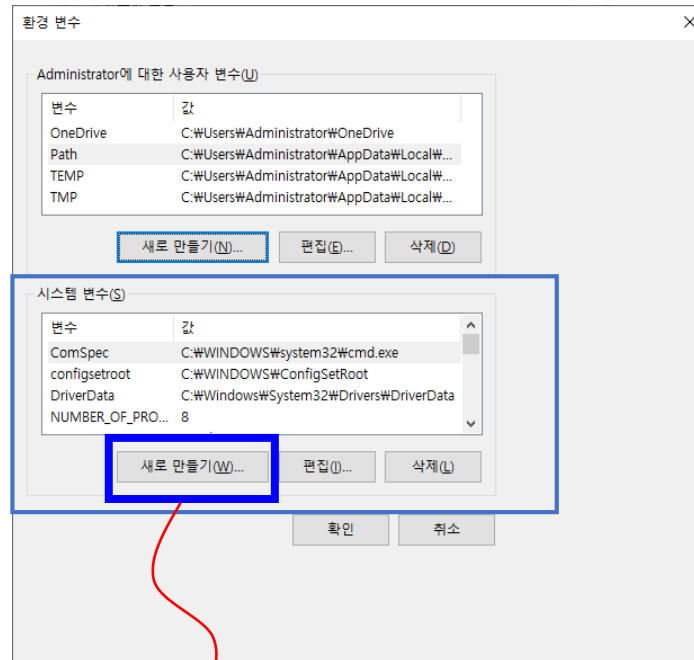 환경 변수
Administrator에 대한 사용자 변수(U)
변수 값
OneDrive C:₩Users₩Administrator₩OneDrive
Path C:₩Users₩Administrator₩AppData₩Local₩...
TEMP C:₩Users₩Administrator₩AppData₩Local₩...
TMP C:₩Users₩Administrator₩AppData₩Local₩...
새로 만들기(N)... 편집(E)... 삭제(D)
시스템 변수(S)
변수 값
ComSpec C:₩WINDOWS₩system32₩cmd.exe
configsetroot C:₩WINDOWS₩ConfigSetRoot
DriverData C:₩Windows₩System32₩Drivers₩DriverData
NUMBER_OF_PRO... 8
새로 만들기(W)... 편집(I)... 삭제(L)
확인 취소